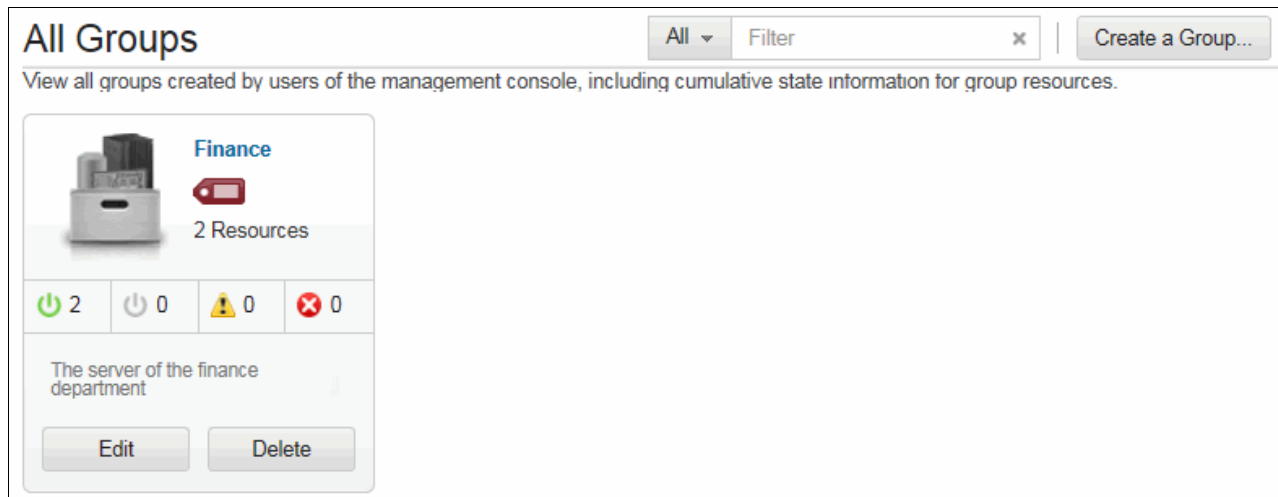 All Groups
All
Filter
Create a Group...
View all groups created by users of the management console, including cumulative state information for group resources.
Finance
2 Resources
2
0
0
0
The server of the finance
department
Edit
Delete